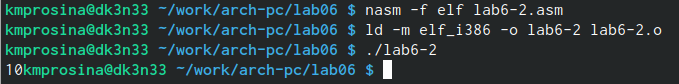 kmprosina@dk3n33 ~/work/arch-pc/lab06 $ nasm -f elf lab6-2.asm
kmprosina@dk3n33 ~/work/arch-pc/lab06 $ ld -m elf_i386 -o lab6-2 lab6-2.o
kmprosina@dk3n33 ~/work/arch-pc/lab06 $ ./lab6-2
10kmprosina@dk3n33 ~/work/arch-pc/lab06 $